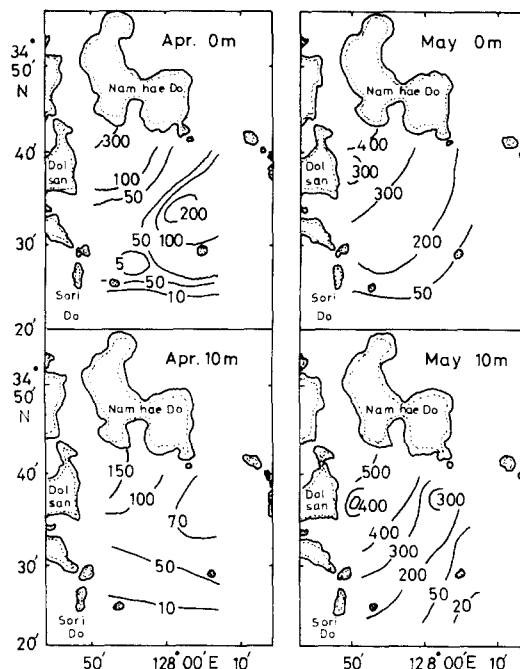 Apr. 0m
34°
50'
N
Nam hae Do
300
40'
Dol
san
100
50
200
30'
50 100
5
50
10
Sori
Do
20'
May 0m
Nam hae Do
400
300
Dol
san
300
200
50
Sori
Do
Apr. 10m
34°
50'
N
Nam hae Do
150
40'
Dol
san
100
70
30'
50
10
Sori
Do
20'
50' 128°00'E 10'
May 10m
Nam hae Do
500
Dol
san
400
300
400
300
200
50
20
Sori
Do
50' 128°00'E 10'